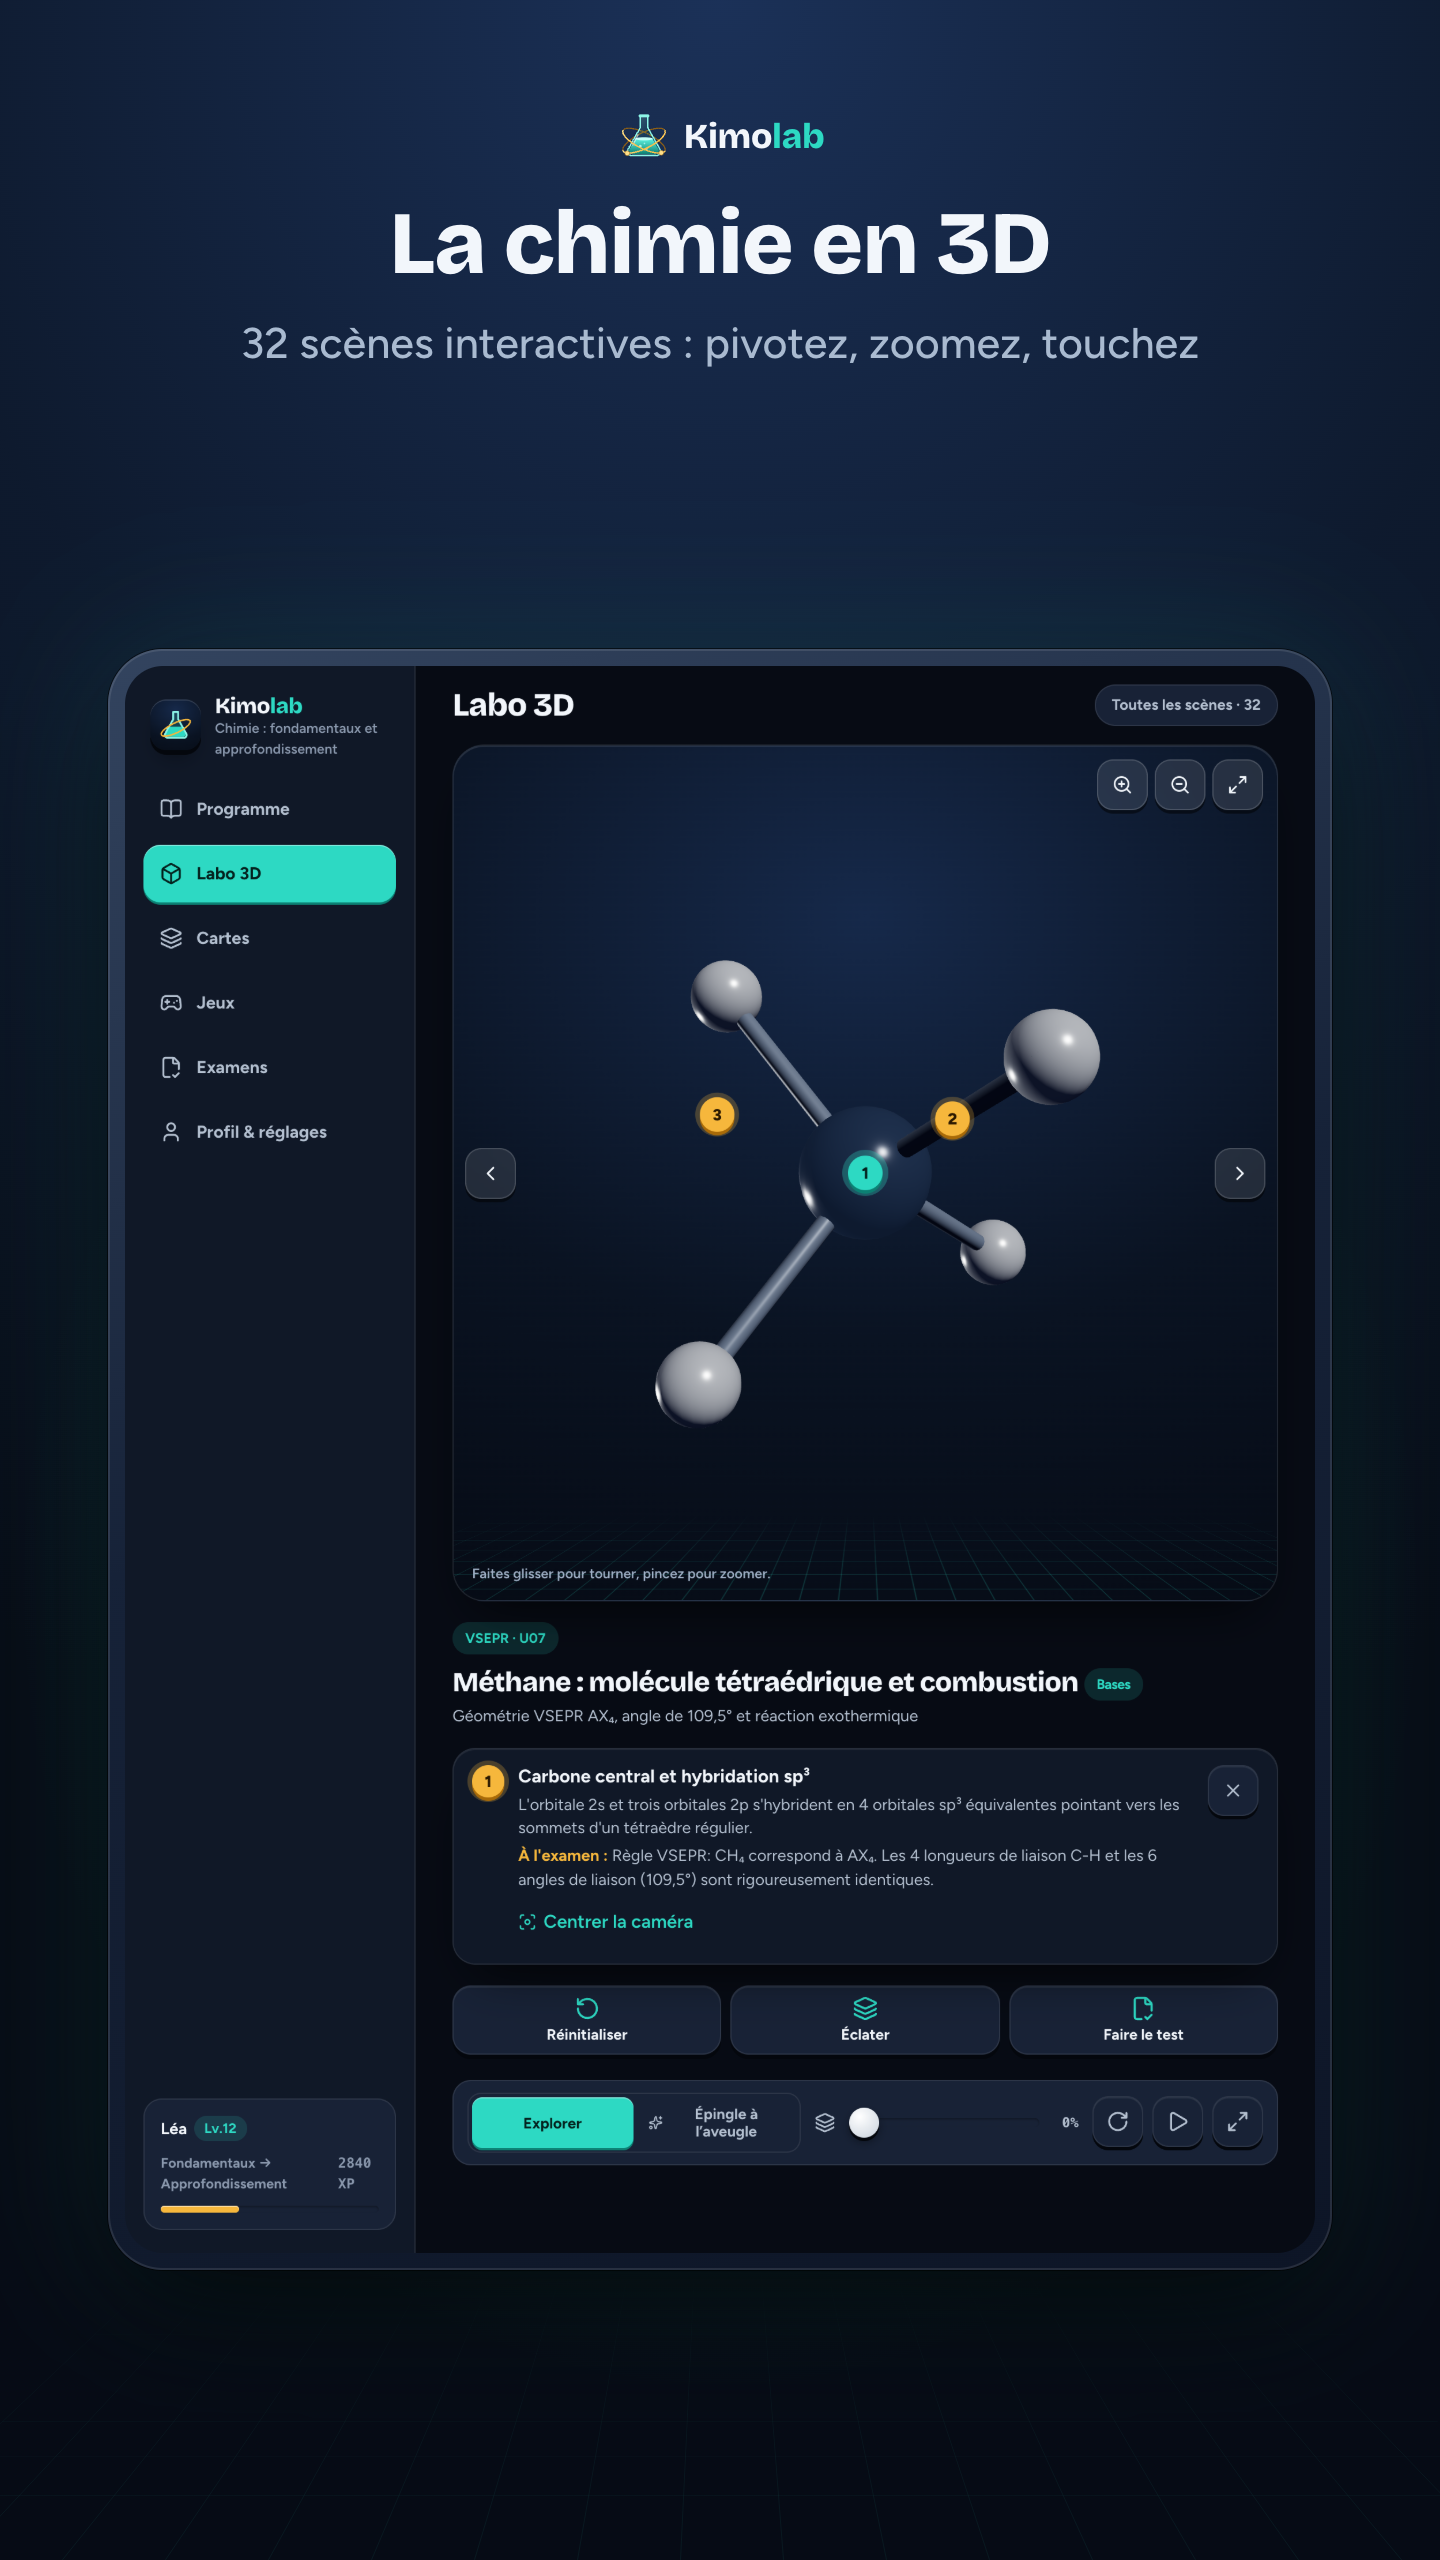 Kimolab
La chimie en 3D
32 scènes interactives : pivotez, zoomez, touchez
Kimolab
Chimie : fondamentaux et
approfondissement
Programme
Labo 3D
Cartes
Jeux
Examens
Profil & réglages
Léa Lv.12
Fondamentaux → 2840
Approfondissement XP
Labo 3D
Toutes les scènes · 32
3
2
1
Faites glisser pour tourner, pincez pour zoomer.
VSEPR · U07
Méthane : molécule tétraédrique et combustion Bases
Géométrie VSEPR AX₄, angle de 109,5° et réaction exothermique
1 Carbone central et hybridation sp³
L'orbitale 2s et trois orbitales 2p s'hybrident en 4 orbitales sp³ équivalentes pointant vers les
sommets d'un tétraèdre régulier.
À l'examen : Règle VSEPR: CH₄ correspond à AX₄. Les 4 longueurs de liaison C-H et les 6
angles de liaison (109,5°) sont rigoureusement identiques.
Centrer la caméra
Réinitialiser
Éclater
Faire le test
Explorer
Épingle à
l'aveugle
0%